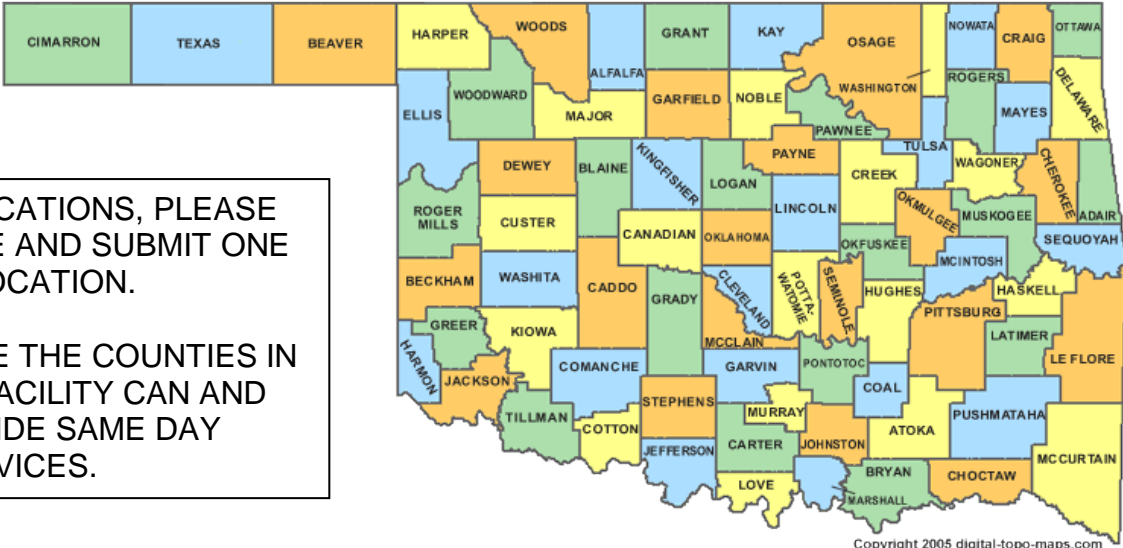 CIMARRON
TEXAS
BEAVER
HARPER
WOODS
ALFALFA
GRANT
KAY
OSAGE
WASHINGTON
NOWATA
CRAIG
OTTAWA
ELLIS
WOODWARD
MAJOR
GARFIELD
NOBLE
PAWNEE
ROGERS
MAYES
DELAWARE
DEWEY
BLAINE
KINGFISHER
LOGAN
PAYNE
TULSA
CREEK
WAGONER
CHEROKEE
ADAIR
CATIONS, PLEASE
E AND SUBMIT ONE
OCATION.
ROGER
MILLS
CUSTER
CANADIAN
OKLAHOMA
LINCOLN
OKMULGEE
MUSKOGEE
SEQUOYAH
OKFUSKEE
MCINTOSH
BECKHAM
WASHITA
CADDO
GRADY
CLEVELAND
POTTA-
WATOMIE
SEMINOLE
HUGHES
HASKELL
PITTSBURG
LATIMER
LE FLORE
E THE COUNTIES IN
ACILITY CAN AND
IDE SAME DAY
VICES.
HARMON
GREER
KIOWA
JACKSON
COMANCHE
MCCLAIN
GARVIN
PONTOTOC
COAL
TILLMAN
COTTON
STEPHENS
MURRAY
JOHNSTON
ATOKA
PUSHMATAHA
JEFFERSON
CARTER
LOVE
MARSHALL
BRYAN
CHOCTAW
MCCURTAIN
Copyright 2005 digital-topo-maps.com